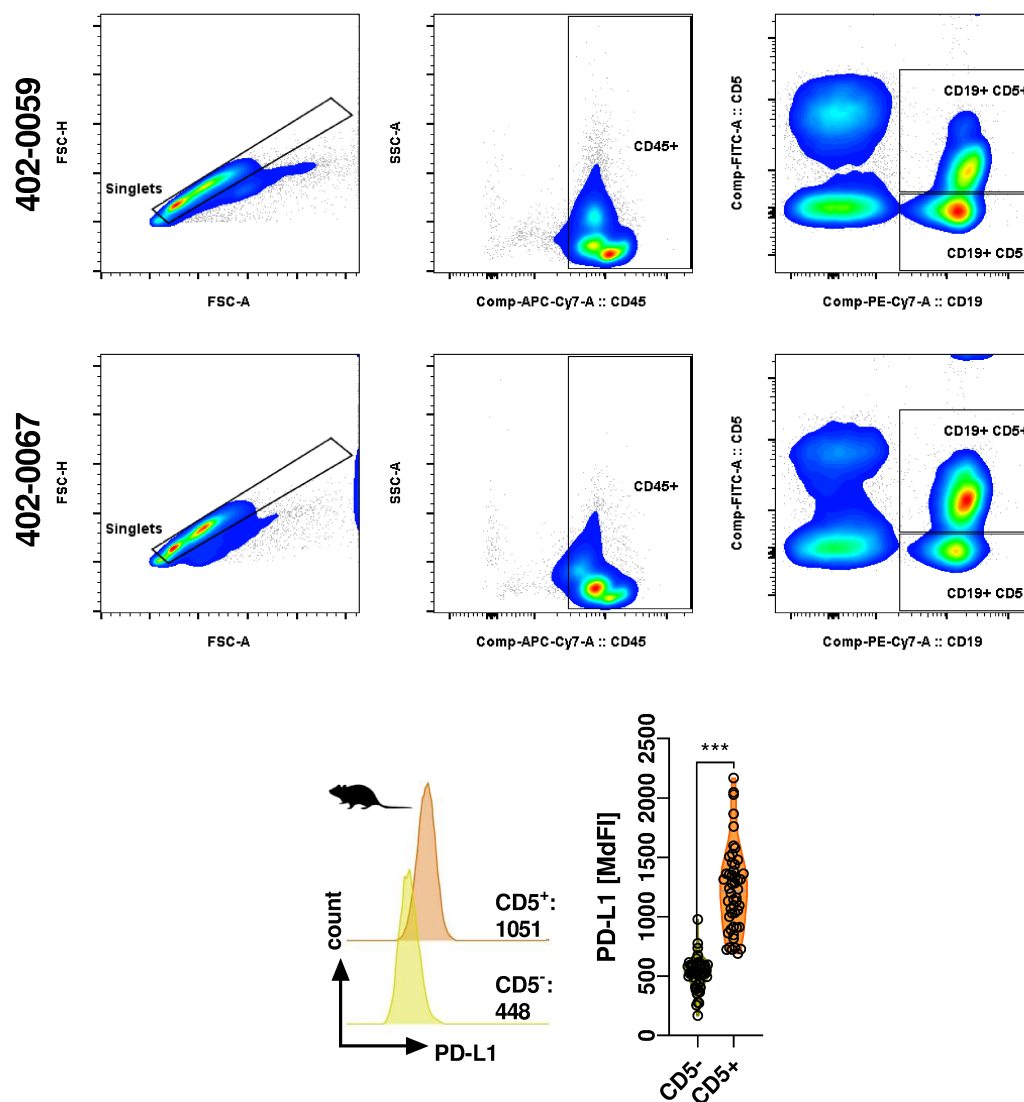 402-0059
FSC-H
Singlets
FSC-A
SSC-A
CD45+
Comp-APC-Cy7-A :: CD45
Comp-FITC-A :: CD5
CD19+ CD5+
CD19+ CD5
Comp-PE-Cy7-A :: CD19
402-0067
FSC-H
Singlets
FSC-A
SSC-A
CD45+
Comp-APC-Cy7-A :: CD45
Comp-FITC-A :: CD5
CD19+ CD5+
CD19+ CD5
Comp-PE-Cy7-A :: CD19
count
CD5⁺:
1051
CD5⁻:
448
PD-L1
PD-L1 [MdFI]
2500
2000
1500
1000
500
0
***
CD5-
CD5+